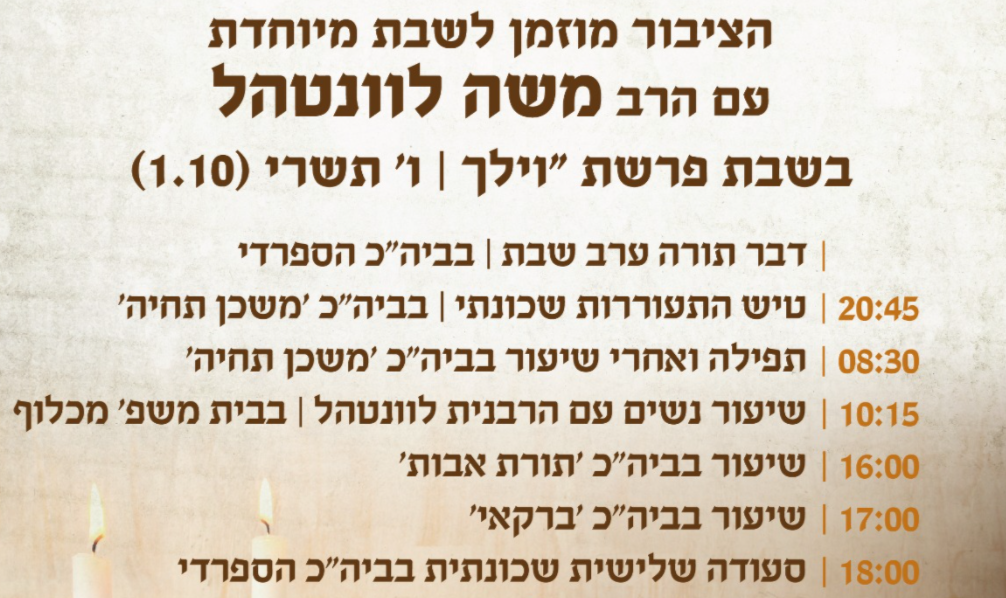 הציבור מוזמן לשבת מיוחדת
עם הרב משה לוונטהל
בשבת פרשת "וילך | ו' תשרי (1.10)
| דבר תורה ערב שבת | בביה"כ הספרדי
20:45 | טיש התעוררות שכונתי | בביה"כ 'משכן תחיה'
08:30 | תפילה ואחרי שיעור בביה"כ 'משכן תחיה'
10:15 | שיעור נשים עם הרבנית לוונטהל | בבית משפ' מכלוף
16:00 | שיעור בביה"כ 'תורת אבות'
17:00 | שיעור בביה"כ 'ברקאי'
18:00 | סעודה שלישית שכונתית בביה"כ הספרדי